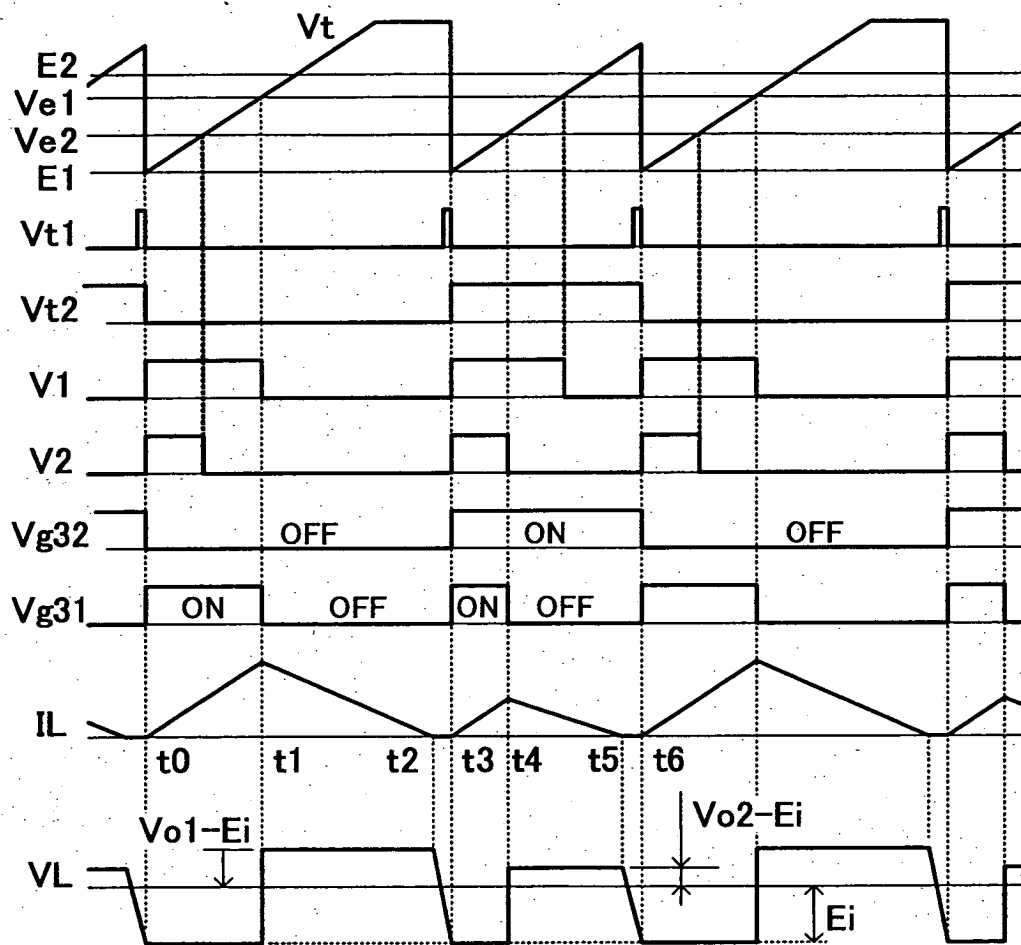 Vt
E2
Ve1
Ve2
E1
Vt1
Vt2
V1
V2
Vg32 OFF ON OFF
Vg31 ON OFF ON OFF
IL
t0 t1 t2 t3 t4 t5 t6
Vo1-Ei Vo2-Ei
VL
Ei